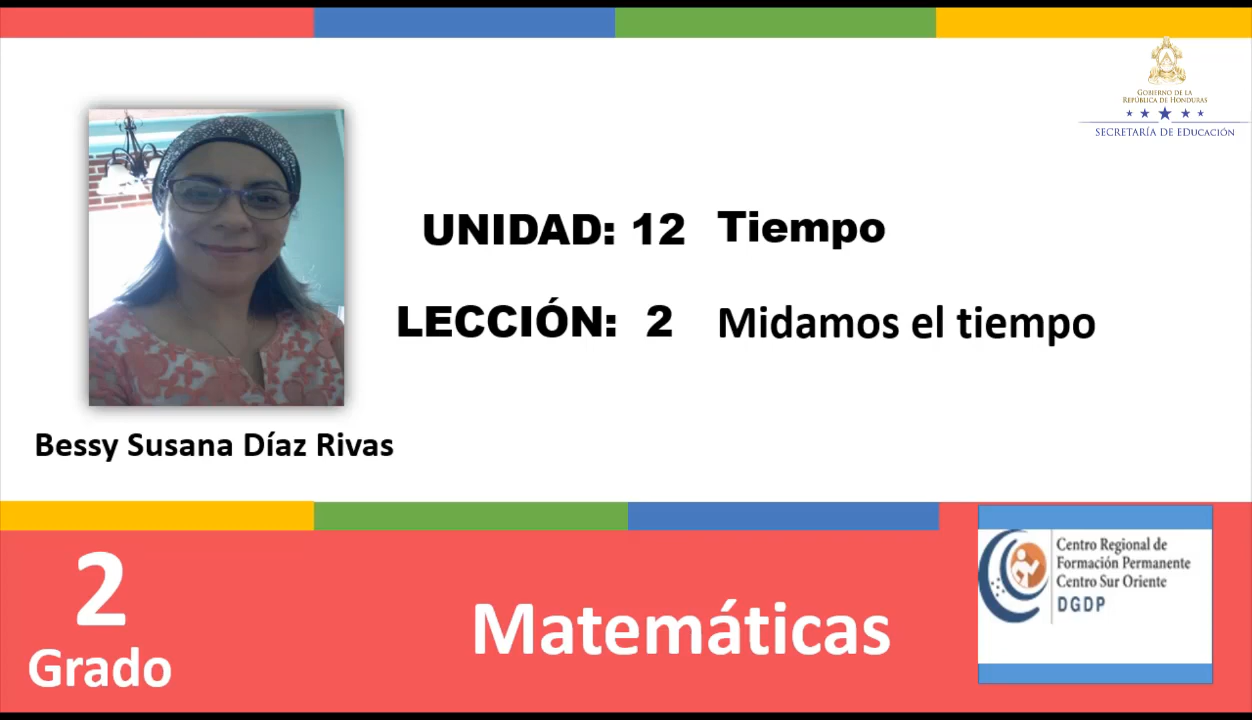 GOBIERNO DE LA
REPÚBLICA DE HONDURAS
SECRETARÍA DE EDUCACIÓN
UNIDAD: 12 Tiempo
LECCIÓN: 2 Midamos el tiempo
Bessy Susana Díaz Rivas
2
Grado
Matemáticas
Centro Regional de
Formación Permanente
Centro Sur Oriente
DGDP